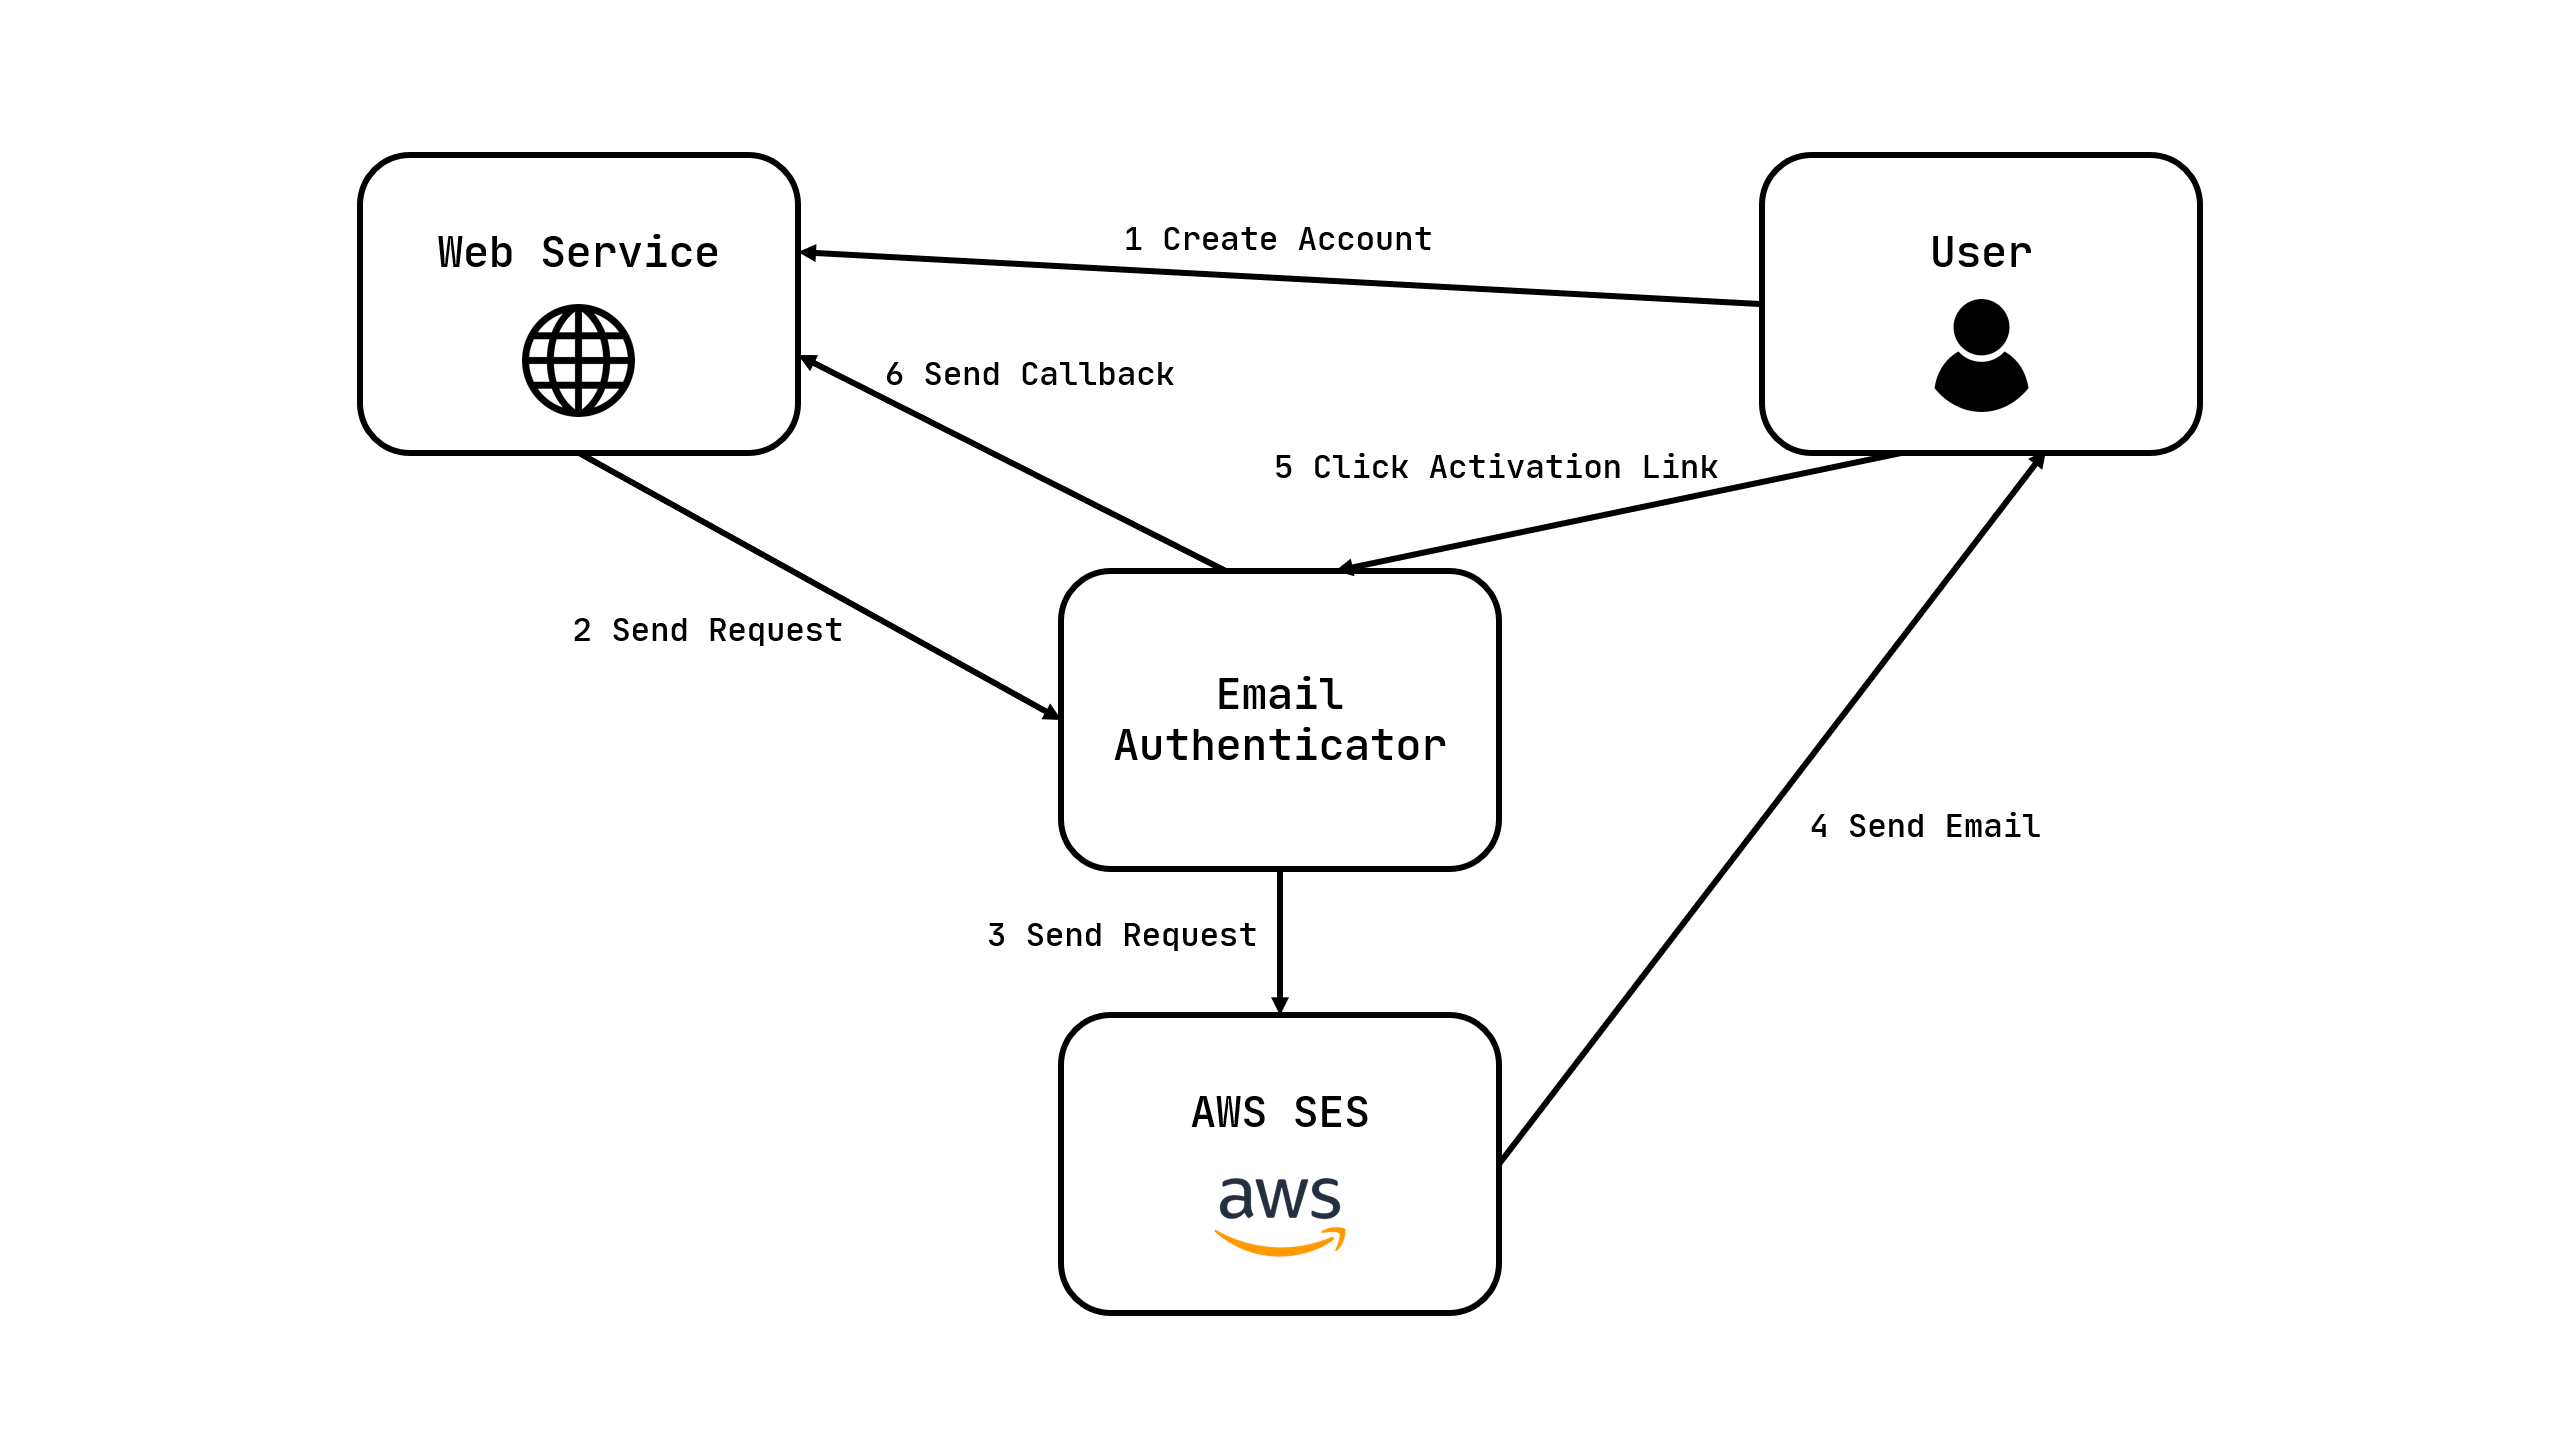 Web Service
User
1 Create Account
6 Send Callback
5 Click Activation Link
2 Send Request
Email
Authenticator
4 Send Email
3 Send Request
AWS SES
aws